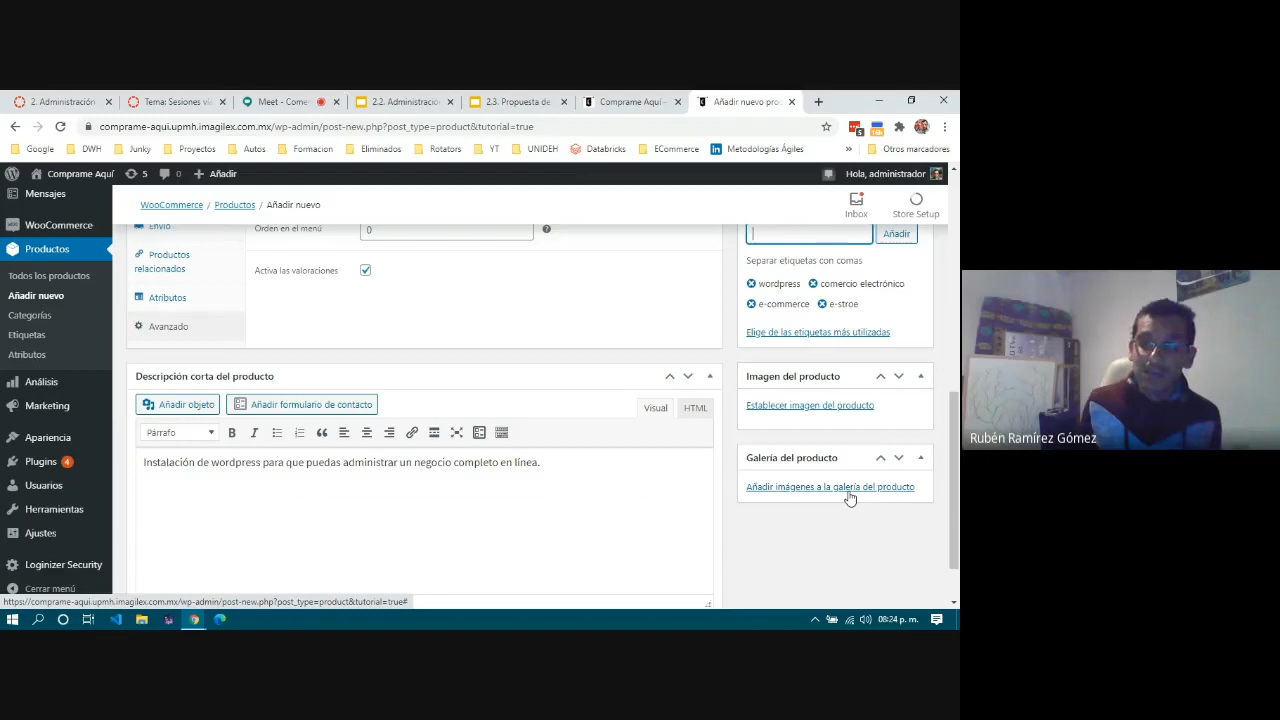 2. Administración
Tema: Sesiones vi
Meet - Come
2.2. Administració
2.3. Propuesta de
Comprame Aquí –
Añadir nuevo pro
comprame-aqui.upmh.imagilex.com.mx/wp-admin/post-new.php?post_type=product&tutorial=true
Google
DWH
Junky
Proyectos
Autos
Formacion
Eliminados
Rotators
YT
UNIDEH
Databricks
ECommerce
Metodologías Ágiles
»
Otros marcadores
Comprame Aquí
5
0
Añadir
Hola, administrador
Mensajes
WooCommerce
Productos
Todos los productos
Añadir nuevo
Categorías
Etiquetas
Atributos
Análisis
Marketing
Apariencia
Plugins 4
Usuarios
Herramientas
Ajustes
Loginizer Security
Cerrar menú
WooCommerce / Productos / Añadir nuevo
Inbox
Store Setup
Envío
Productos
relacionados
Atributos
Avanzado
Orden en el menú
0
Activa las valoraciones
Descripción corta del producto
Añadir objeto
Añadir formulario de contacto
Visual
HTML
Párrafo
B I
Instalación de wordpress para que puedas administrar un negocio completo en línea.
Añadir
Separar etiquetas con comas
wordpress
comercio electrónico
e-commerce
e-stroe
Elige de las etiquetas más utilizadas
Imagen del producto
Establecer imagen del producto
Galería del producto
Añadir imágenes a la galería del producto
https://comprame-aqui.upmh.imagilex.com.mx/wp-admin/post-new.php?post_type=product&tutorial=true#
08:24 p. m.
Rubén Ramírez Gómez